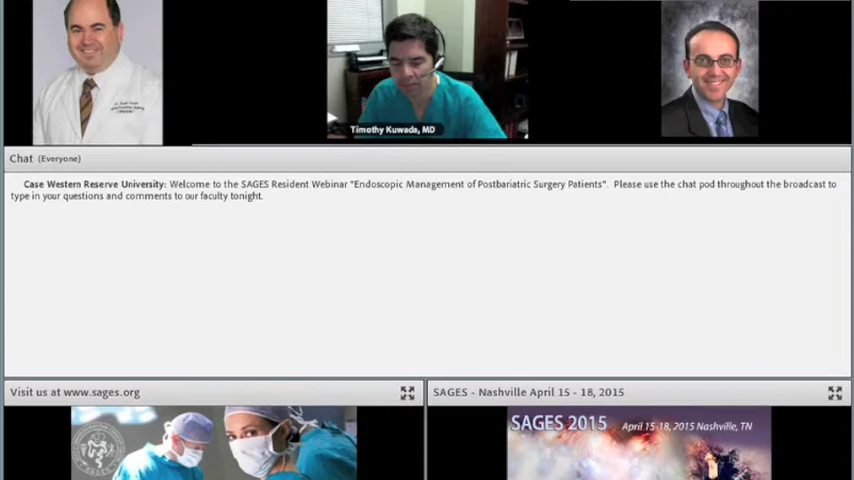 Timothy Kuwada, MD
Chat (Everyone)
Case Western Reserve University: Welcome to the SAGES Resident Webinar "Endoscopic Management of Postbariatric Surgery Patients". Please use the chat pod throughout the broadcast to
type in your questions and comments to our faculty tonight.
Visit us at www.sages.org
SAGES - Nashville April 15 - 18, 2015
SAGES 2015
April 15-18, 2015 Nashville, TN